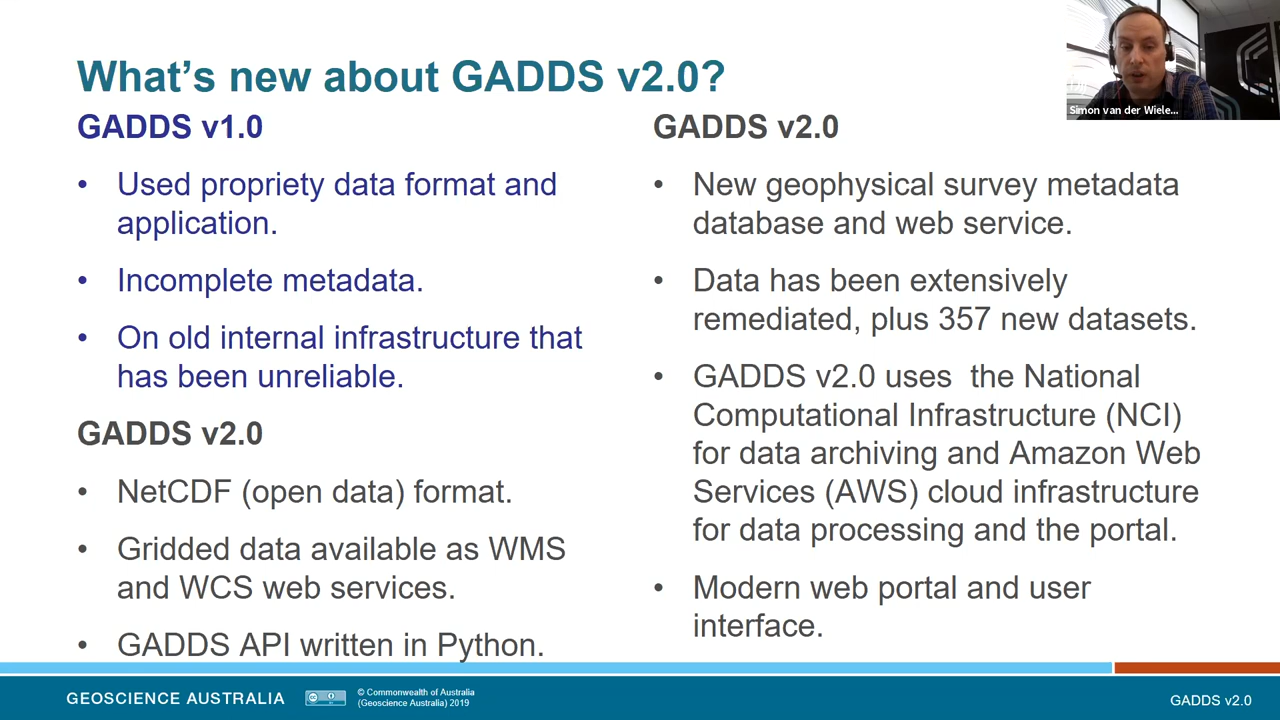 What's new about GADDS v2.0?
GADDS v1.0
• Used propriety data format and
application.
• Incomplete metadata.
• On old internal infrastructure that
has been unreliable.
GADDS v2.0
• NetCDF (open data) format.
• Gridded data available as WMS
and WCS web services.
• GADDS API written in Python.
GADDS v2.0
• New geophysical survey metadata
database and web service.
• Data has been extensively
remediated, plus 357 new datasets.
• GADDS v2.0 uses  the National
Computational Infrastructure (NCI)
for data archiving and Amazon Web
Services (AWS) cloud infrastructure
for data processing and the portal.
• Modern web portal and user
interface.
Simon van der Wiele...
GEOSCIENCE AUSTRALIA
© Commonwealth of Australia
(Geoscience Australia) 2019
GADDS v2.0